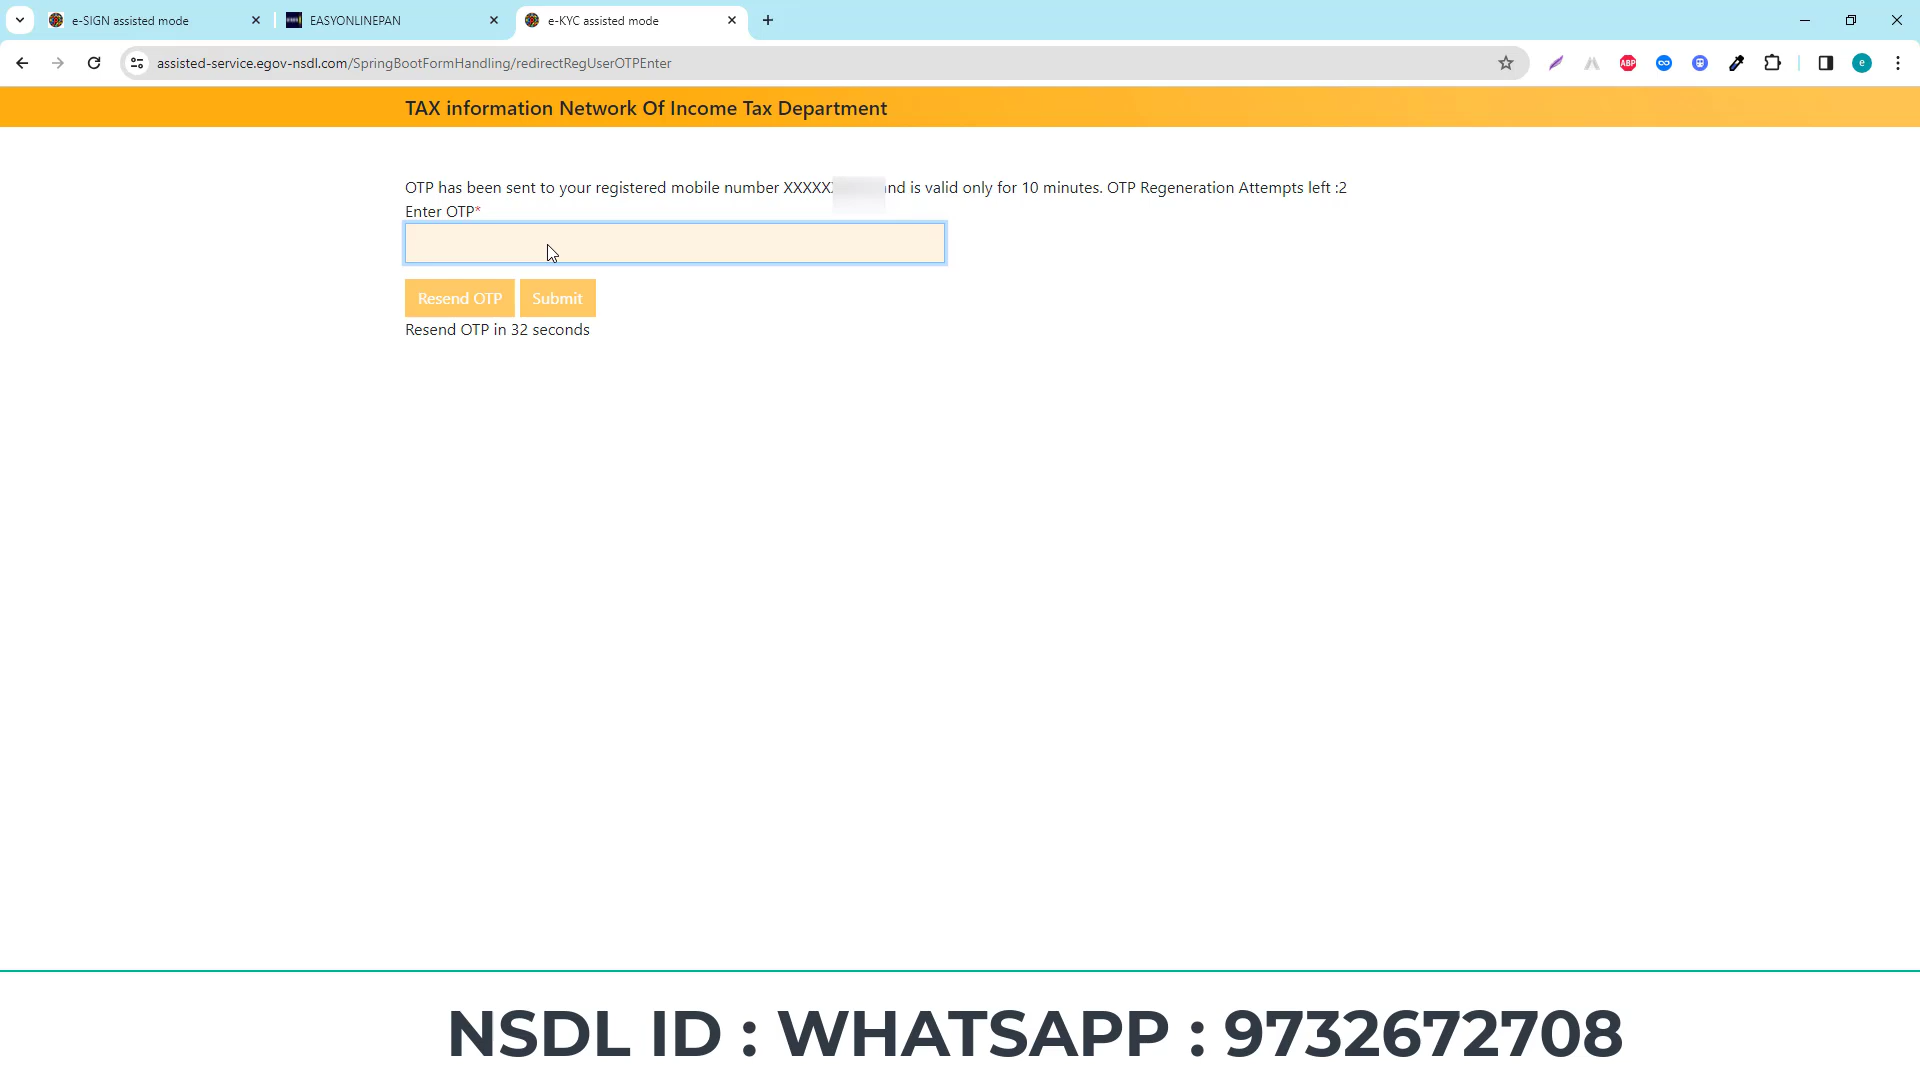 e-SIGN assisted mode
EASYONLINEPAN
e-KYC assisted mode
assisted-service.egov-nsdl.com/SpringBootFormHandling/redirectRegUserOTPEnter
ABP
e
TAX information Network Of Income Tax Department
OTP has been sent to your registered mobile number XXXXX is valid only for 10 minutes. OTP Regeneration Attempts left :2
Enter OTP*
Resend OTP
Submit
Resend OTP in 32 seconds
NSDL ID : WHATSAPP : 9732672708